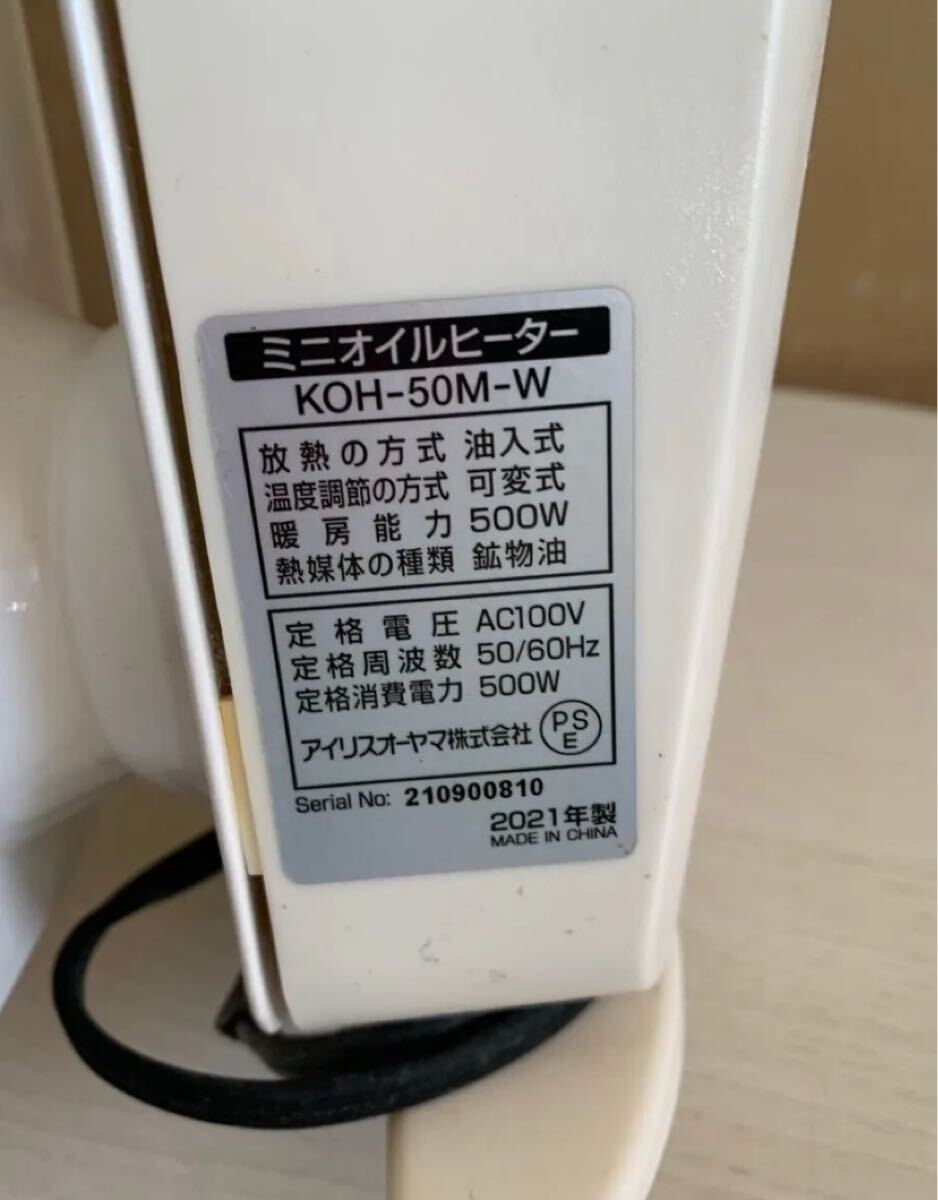 ミニオイルヒーター
KOH-50M-W
放熱の方式 油入式
温度調節の方式 可変式
暖房能力 500W
熱媒体の種類 鉱物油
定格電圧 AC100V
定格周波数 50/60Hz
定格消費電力 500W
アイリスオーヤマ株式会社 PSE
Serial No: 210900810
2021年製
MADE IN CHINA